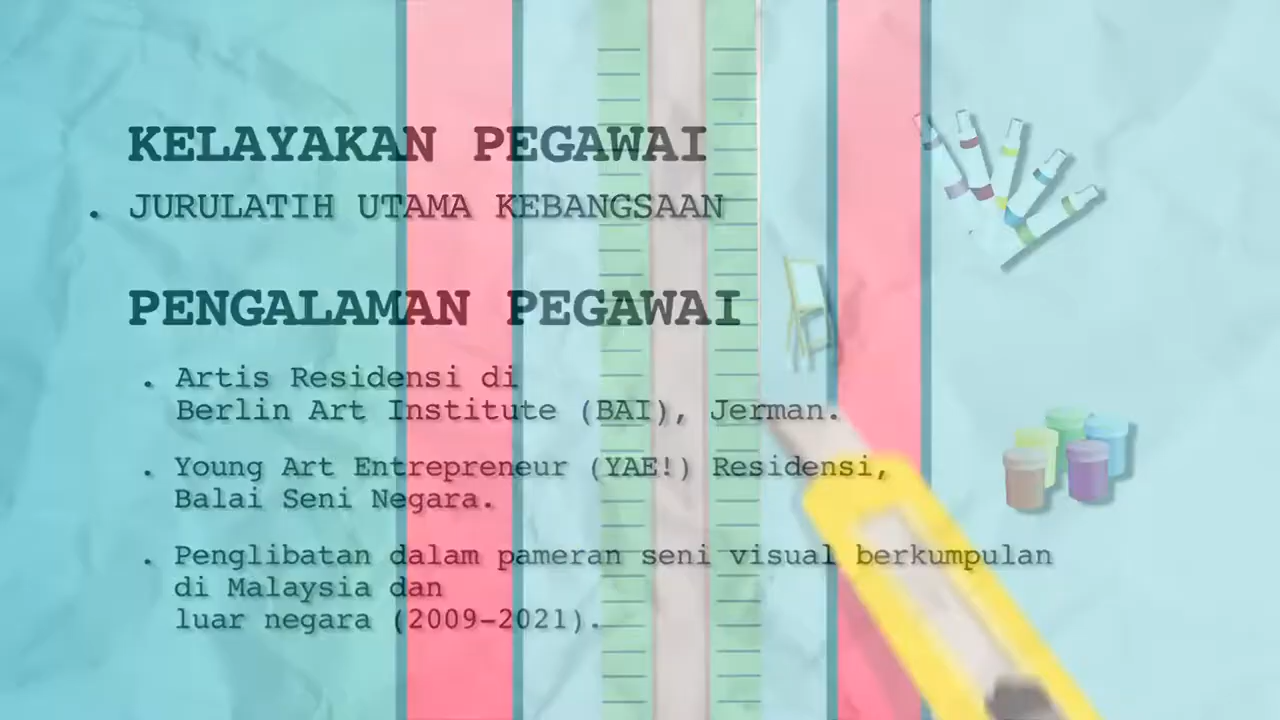 KELAYAKAN PEGAWAI
. JURULATIH UTAMA KEBANGSAAN
PENGALAMAN PEGAWAI
. Artis Residensi di
Berlin Art Institute (BAI), Jerman.
. Young Art Entrepreneur (YAE!) Residensi,
Balai Seni Negara.
. Penglibatan dalam pameran seni visual berkumpulan
di Malaysia dan
luar negara (2009-2021).